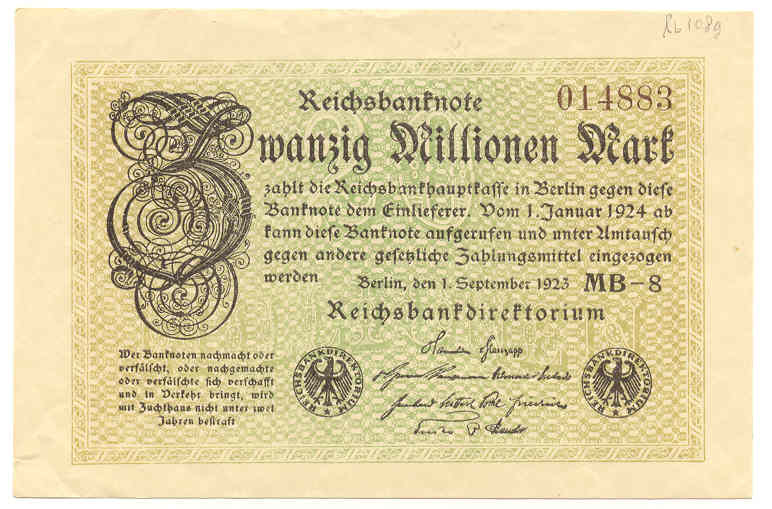 Rb 108g
Reichsbanknote 014883
Zwanzig Millionen Mark
zahlt die Reichsbankhauptkasse in Berlin gegen diese
Banknote dem Einlieferer. Vom 1. Januar 1924 ab
kann diese Banknote aufgerufen und unter Umtausch
gegen andere gesetzliche Zahlungsmittel eingezogen
werden Berlin, den 1. September 1923 MB-8
Reichsbankdirektorium
Wer Banknoten nachmacht oder
verfälscht, oder nachgemachte
oder verfälschte sich verschafft
und in Verkehr bringt, wird
mit Zuchthaus nicht unter zwei
Jahren bestraft
REICHSBANKDIREKTORIUM
REICHSBANKDIREKTORIUM